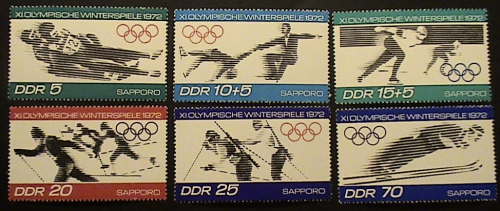 XI.OLYMPISCHE WINTERSPIELE 1972
DDR 5 SAPPORO
XI.OLYMPISCHE WINTERSPIELE 1972
DDR 10+5 SAPPORO
XI.OLYMPISCHE WINTERSPIELE 1972
DDR 15+5 SAPPORO
XI.OLYMPISCHE WINTERSPIELE 1972
DDR 20 SAPPORO
XI.OLYMPISCHE WINTERSPIELE 1972
DDR 25 SAPPORO
XI.OLYMPISCHE WINTERSPIELE 1972
DDR 70 SAPPORO